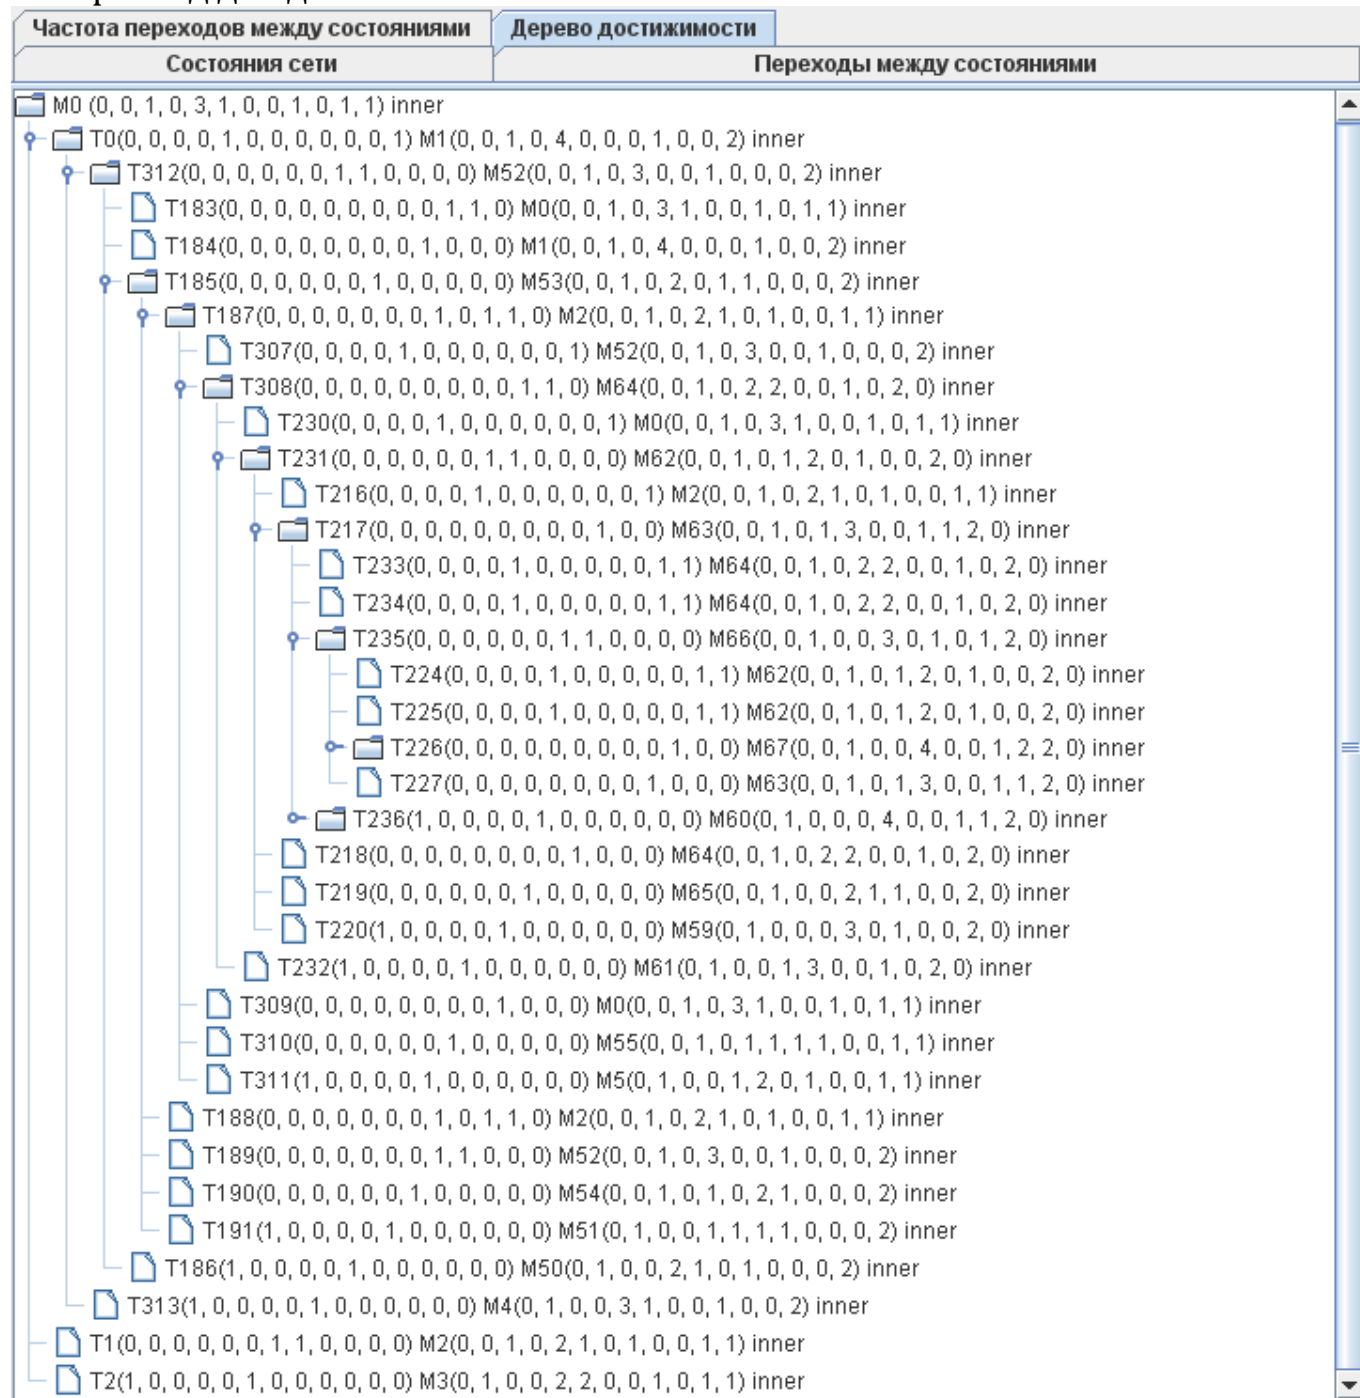 Частота переходов между состояниями Дерево достижимости
Состояния сети Переходы между состояниями
M0 (0, 0, 1, 0, 3, 1, 0, 0, 1, 0, 1, 1) inner
T0(0, 0, 0, 0, 1, 0, 0, 0, 0, 0, 0, 1) M1(0, 0, 1, 0, 4, 0, 0, 0, 1, 0, 0, 2) inner
T312(0, 0, 0, 0, 0, 0, 1, 1, 0, 0, 0, 0) M52(0, 0, 1, 0, 3, 0, 0, 1, 0, 0, 0, 2) inner
T183(0, 0, 0, 0, 0, 0, 0, 0, 0, 1, 1, 0) M0(0, 0, 1, 0, 3, 1, 0, 0, 1, 0, 1, 1) inner
T184(0, 0, 0, 0, 0, 0, 0, 0, 1, 0, 0, 0) M1(0, 0, 1, 0, 4, 0, 0, 0, 1, 0, 0, 2) inner
T185(0, 0, 0, 0, 0, 0, 1, 0, 0, 0, 0, 0) M53(0, 0, 1, 0, 2, 0, 1, 1, 0, 0, 0, 2) inner
T187(0, 0, 0, 0, 0, 0, 0, 1, 0, 1, 1, 0) M2(0, 0, 1, 0, 2, 1, 0, 1, 0, 0, 1, 1) inner
T307(0, 0, 0, 0, 1, 0, 0, 0, 0, 0, 0, 1) M52(0, 0, 1, 0, 3, 0, 0, 1, 0, 0, 0, 2) inner
T308(0, 0, 0, 0, 0, 0, 0, 0, 0, 1, 1, 0) M64(0, 0, 1, 0, 2, 2, 0, 0, 1, 0, 2, 0) inner
T230(0, 0, 0, 0, 1, 0, 0, 0, 0, 0, 0, 1) M0(0, 0, 1, 0, 3, 1, 0, 0, 1, 0, 1, 1) inner
T231(0, 0, 0, 0, 0, 0, 1, 1, 0, 0, 0, 0) M62(0, 0, 1, 0, 1, 2, 0, 1, 0, 0, 2, 0) inner
T216(0, 0, 0, 0, 1, 0, 0, 0, 0, 0, 0, 1) M2(0, 0, 1, 0, 2, 1, 0, 1, 0, 0, 1, 1) inner
T217(0, 0, 0, 0, 0, 0, 0, 0, 0, 1, 0, 0) M63(0, 0, 1, 0, 1, 3, 0, 0, 1, 1, 2, 0) inner
T233(0, 0, 0, 0, 1, 0, 0, 0, 0, 0, 1, 1) M64(0, 0, 1, 0, 2, 2, 0, 0, 1, 0, 2, 0) inner
T234(0, 0, 0, 0, 1, 0, 0, 0, 0, 0, 1, 1) M64(0, 0, 1, 0, 2, 2, 0, 0, 1, 0, 2, 0) inner
T235(0, 0, 0, 0, 0, 0, 1, 1, 0, 0, 0, 0) M66(0, 0, 1, 0, 0, 3, 0, 1, 0, 1, 2, 0) inner
T224(0, 0, 0, 0, 1, 0, 0, 0, 0, 0, 1, 1) M62(0, 0, 1, 0, 1, 2, 0, 1, 0, 0, 2, 0) inner
T225(0, 0, 0, 0, 1, 0, 0, 0, 0, 0, 1, 1) M62(0, 0, 1, 0, 1, 2, 0, 1, 0, 0, 2, 0) inner
T226(0, 0, 0, 0, 0, 0, 0, 0, 0, 1, 0, 0) M67(0, 0, 1, 0, 0, 4, 0, 0, 1, 2, 2, 0) inner
T227(0, 0, 0, 0, 0, 0, 0, 0, 1, 0, 0, 0) M63(0, 0, 1, 0, 1, 3, 0, 0, 1, 1, 2, 0) inner
T236(1, 0, 0, 0, 0, 1, 0, 0, 0, 0, 0, 0) M60(0, 1, 0, 0, 0, 4, 0, 0, 1, 1, 2, 0) inner
T218(0, 0, 0, 0, 0, 0, 0, 0, 1, 0, 0, 0) M64(0, 0, 1, 0, 2, 2, 0, 0, 1, 0, 2, 0) inner
T219(0, 0, 0, 0, 0, 0, 1, 0, 0, 0, 0, 0) M65(0, 0, 1, 0, 0, 2, 1, 1, 0, 0, 2, 0) inner
T220(1, 0, 0, 0, 0, 1, 0, 0, 0, 0, 0, 0) M59(0, 1, 0, 0, 0, 3, 0, 1, 0, 0, 2, 0) inner
T232(1, 0, 0, 0, 0, 1, 0, 0, 0, 0, 0, 0) M61(0, 1, 0, 0, 1, 3, 0, 0, 1, 0, 2, 0) inner
T309(0, 0, 0, 0, 0, 0, 0, 0, 1, 0, 0, 0) M0(0, 0, 1, 0, 3, 1, 0, 0, 1, 0, 1, 1) inner
T310(0, 0, 0, 0, 0, 0, 1, 0, 0, 0, 0, 0) M55(0, 0, 1, 0, 1, 1, 1, 1, 0, 0, 1, 1) inner
T311(1, 0, 0, 0, 0, 1, 0, 0, 0, 0, 0, 0) M5(0, 1, 0, 0, 1, 2, 0, 1, 0, 0, 1, 1) inner
T188(0, 0, 0, 0, 0, 0, 0, 1, 0, 1, 1, 0) M2(0, 0, 1, 0, 2, 1, 0, 1, 0, 0, 1, 1) inner
T189(0, 0, 0, 0, 0, 0, 0, 1, 1, 0, 0, 0) M52(0, 0, 1, 0, 3, 0, 0, 1, 0, 0, 0, 2) inner
T190(0, 0, 0, 0, 0, 0, 1, 0, 0, 0, 0, 0) M54(0, 0, 1, 0, 1, 0, 2, 1, 0, 0, 0, 2) inner
T191(1, 0, 0, 0, 0, 1, 0, 0, 0, 0, 0, 0) M51(0, 1, 0, 0, 1, 1, 1, 1, 0, 0, 0, 2) inner
T186(1, 0, 0, 0, 0, 1, 0, 0, 0, 0, 0, 0) M50(0, 1, 0, 0, 2, 1, 0, 1, 0, 0, 0, 2) inner
T313(1, 0, 0, 0, 0, 1, 0, 0, 0, 0, 0, 0) M4(0, 1, 0, 0, 3, 1, 0, 0, 1, 0, 0, 2) inner
T1(0, 0, 0, 0, 0, 0, 1, 1, 0, 0, 0, 0) M2(0, 0, 1, 0, 2, 1, 0, 1, 0, 0, 1, 1) inner
T2(1, 0, 0, 0, 0, 1, 0, 0, 0, 0, 0, 0) M3(0, 1, 0, 0, 2, 2, 0, 0, 1, 0, 1, 1) inner